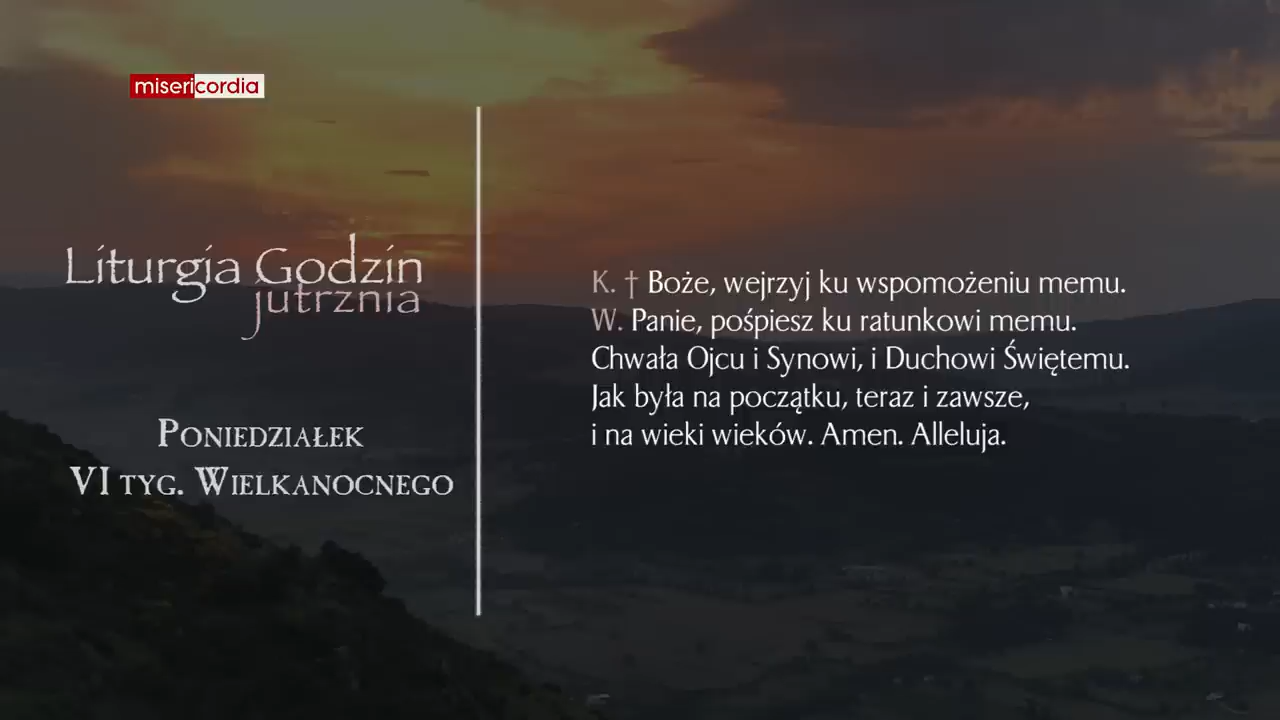 misericordia
Liturgia Godzin
jutrznia
Poniedziałek
VI tyg. Wielkanocnego
K. † Boże, wejrzyj ku wspomożeniu memu.
W. Panie, pośpiesz ku ratunkowi memu.
Chwała Ojcu i Synowi, i Duchowi Świętemu.
Jak była na początku, teraz i zawsze,
i na wieki wieków. Amen. Alleluja.